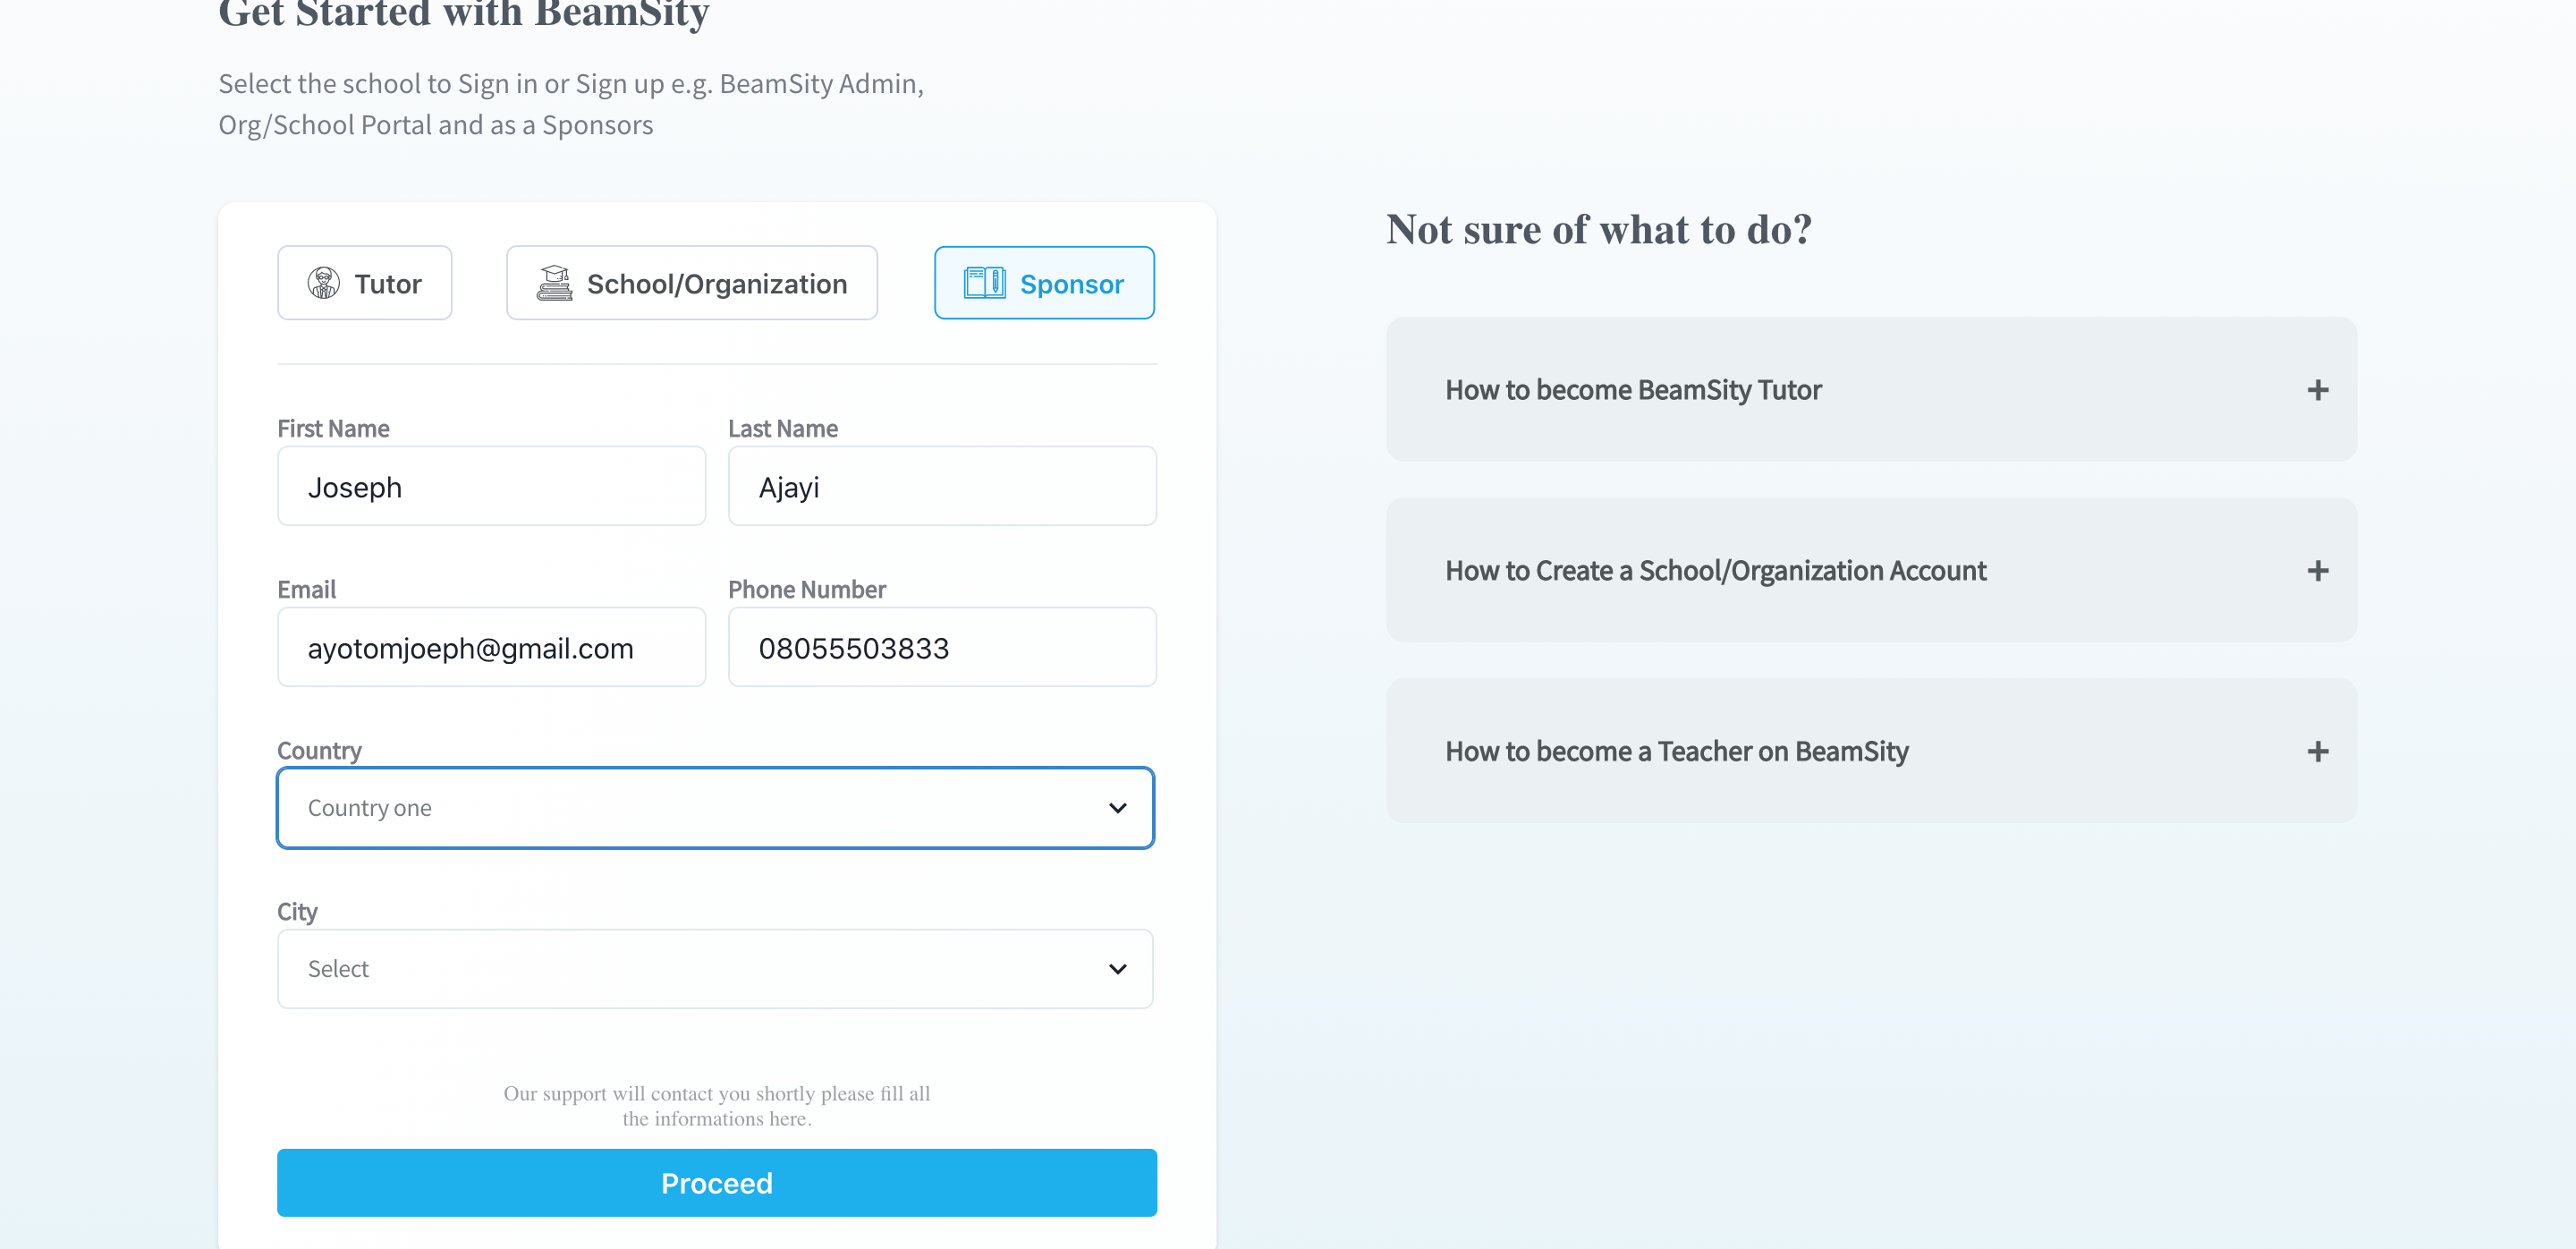 Get Started with BeamSity
Select the school to Sign in or Sign up e.g. BeamSity Admin,
Org/School Portal and as a Sponsors
Tutor
School/Organization
Sponsor
First Name
Last Name
Joseph
Ajayi
Email
Phone Number
ayotomjoeph@gmail.com
08055503833
Country
Country one
City
Select
Our support will contact you shortly please fill all
the informations here.
Proceed
Not sure of what to do?
How to become BeamSity Tutor
+
How to Create a School/Organization Account
+
How to become a Teacher on BeamSity
+